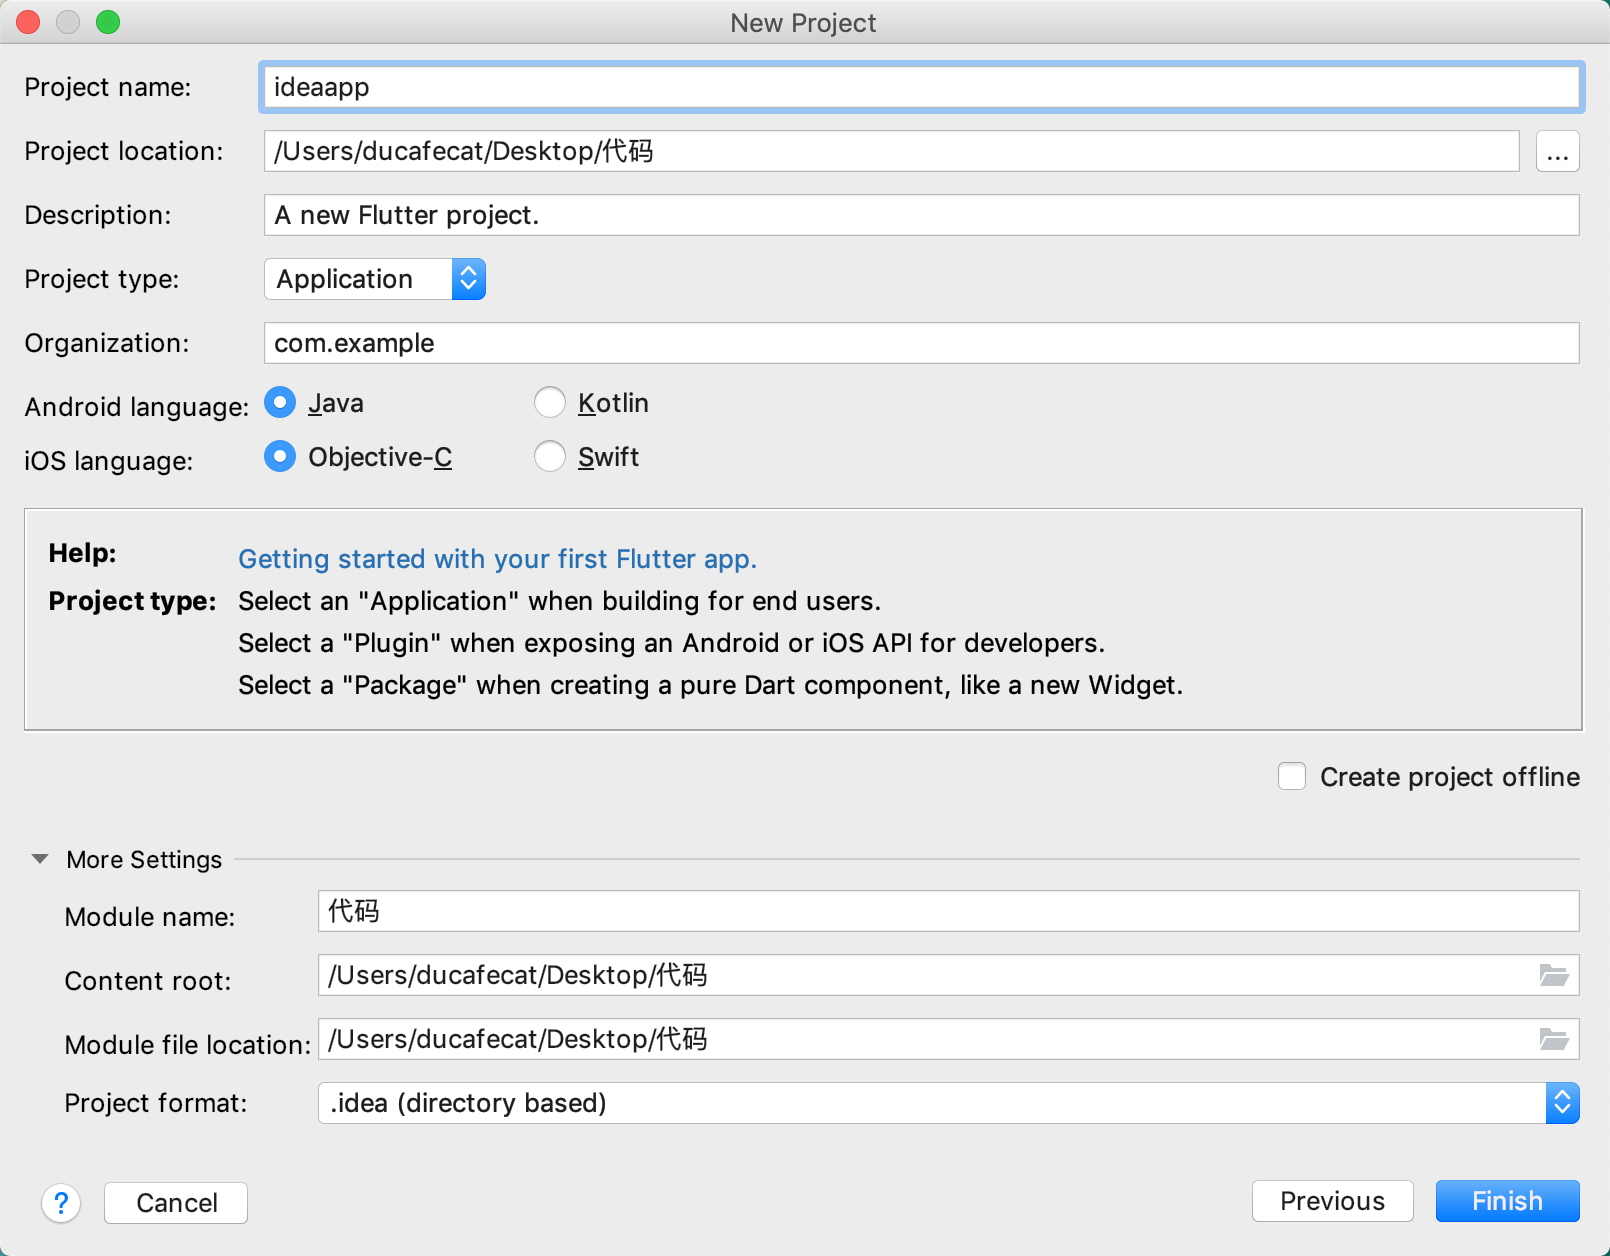 New Project
Project name: ideaapp
Project location: /Users/ducafecat/Desktop/代码 ...
Description: A new Flutter project.
Project type: Application
Organization: com.example
Android language: Java Kotlin
iOS language: Objective-C Swift
Help: Getting started with your first Flutter app.
Project type: Select an "Application" when building for end users.
Select a "Plugin" when exposing an Android or iOS API for developers.
Select a "Package" when creating a pure Dart component, like a new Widget.
Create project offline
More Settings
Module name: 代码
Content root: /Users/ducafecat/Desktop/代码
Module file location: /Users/ducafecat/Desktop/代码
Project format: .idea (directory based)
? Cancel Previous Finish